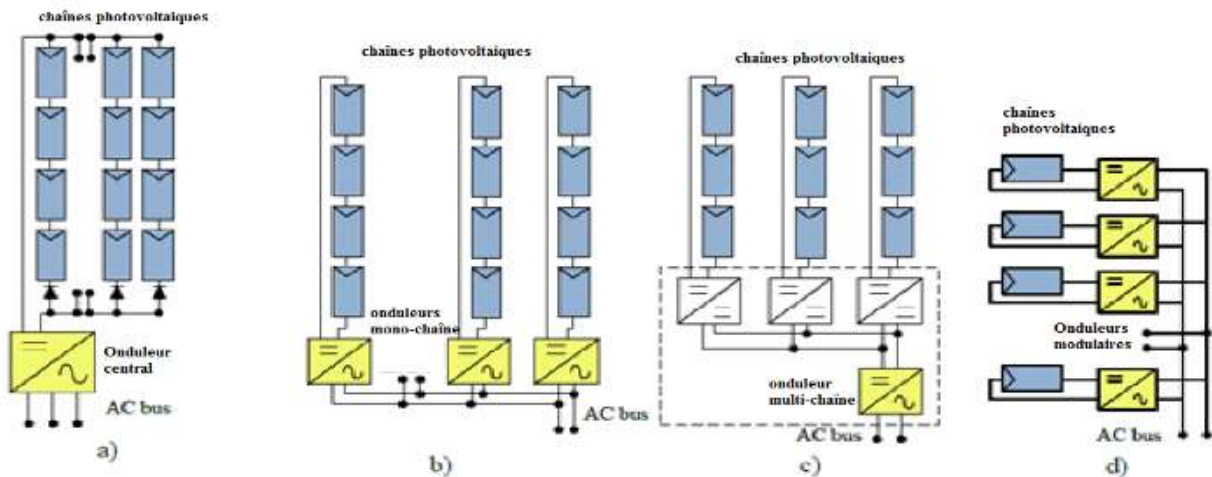 chaînes photovoltaiques
Onduleur
central
AC bus
a)
chaînes photovoltaiques
onduleurs
mono-chaîne
AC bus
b)
chaînes photovoltaiques
onduleur
multi-chaîne
AC bus
c)
chaînes
photovoltaiques
Onduleurs
modulaires
AC bus
d)